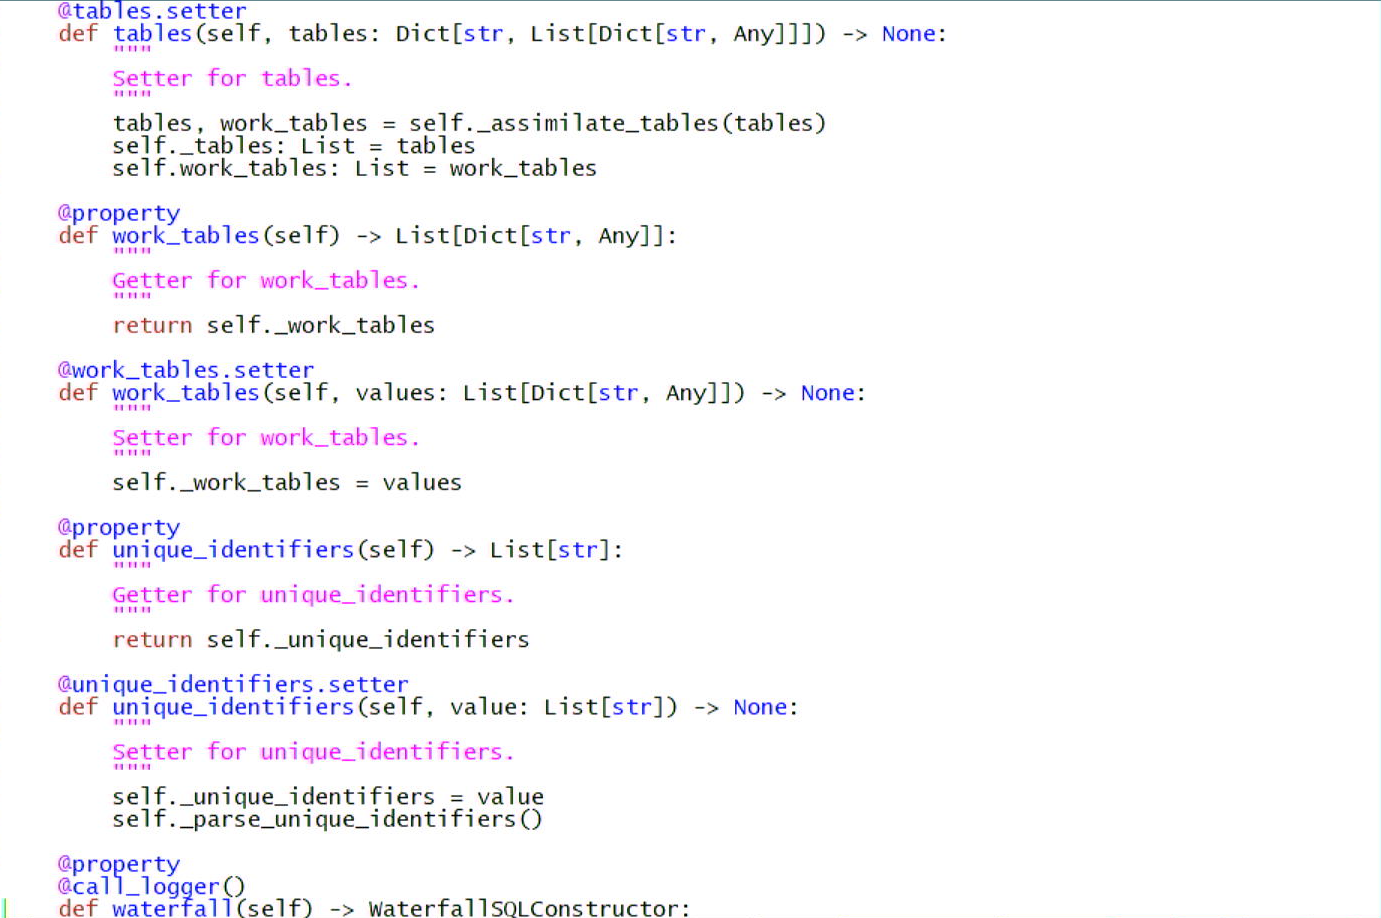 @tables.setter
def tables(self, tables: Dict[str, List[Dict[str, Any]]]) -> None:
"""
Setter for tables.
"""
tables, work_tables = self._assimilate_tables(tables)
self._tables: List = tables
self.work_tables: List = work_tables
@property
def work_tables(self) -> List[Dict[str, Any]]:
"""
Getter for work_tables.
"""
return self._work_tables
@work_tables.setter
def work_tables(self, values: List[Dict[str, Any]]) -> None:
"""
Setter for work_tables.
"""
self._work_tables = values
@property
def unique_identifiers(self) -> List[str]:
"""
Getter for unique_identifiers.
"""
return self._unique_identifiers
@unique_identifiers.setter
def unique_identifiers(self, value: List[str]) -> None:
"""
Setter for unique_identifiers.
"""
self._unique_identifiers = value
self._parse_unique_identifiers()
@property
@call_logger()
def waterfall(self) -> WaterfallSQLConstructor: